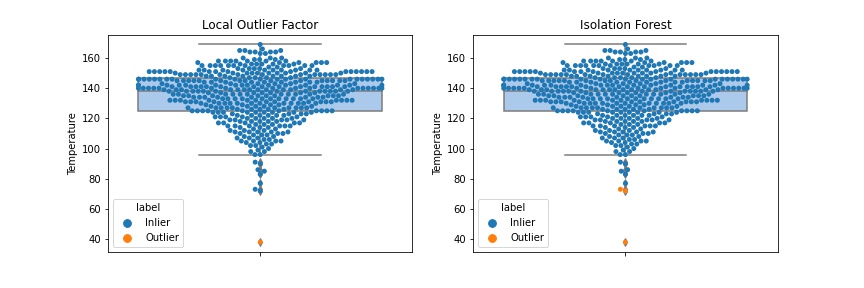 Local Outlier Factor
160
140
120
100
80
60
40
Temperature
label
Inlier
Outlier
Isolation Forest
160
140
120
100
80
60
40
Temperature
label
Inlier
Outlier